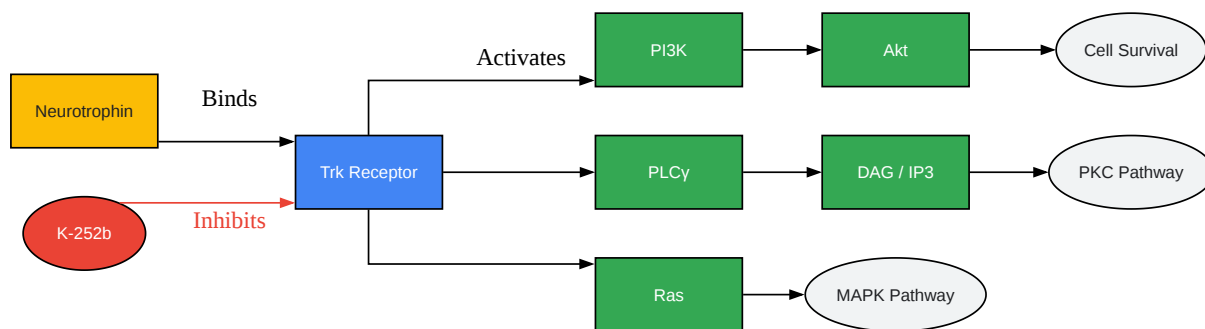 Activates
PI3K
Akt
Cell Survival
Neurotrophin
Binds
Trk Receptor
PLCγ
DAG / IP3
PKC Pathway
K-252b
Inhibits
Ras
MAPK Pathway